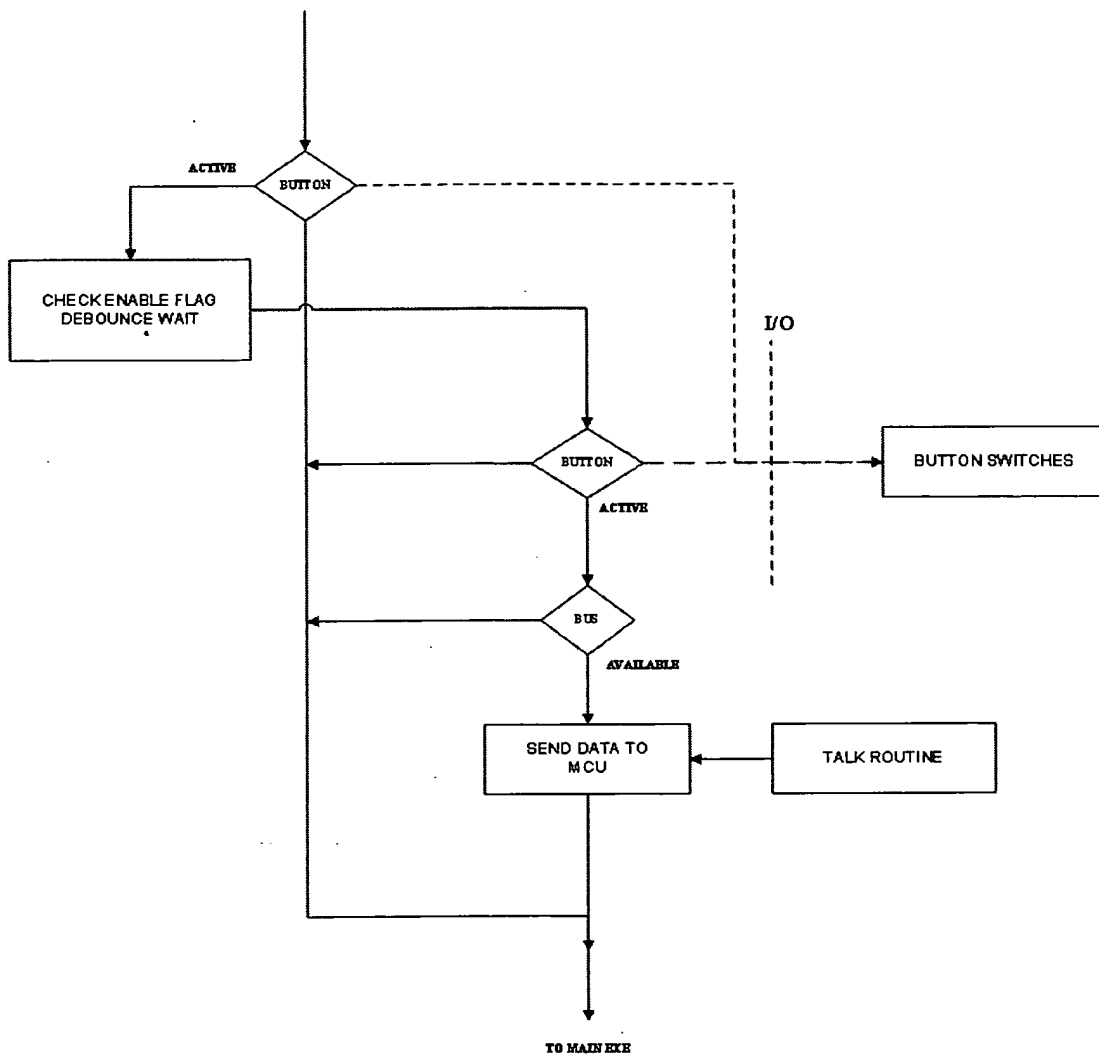 ACTIVE
BUTTON
CHECK ENABLE FLAG
DEBOUNCE WAIT
I/O
BUTTON
BUTTON SWITCHES
ACTIVE
BUS
AVAILABLE
SEND DATA TO
MCU
TALK ROUTINE
TO MAIN EXE